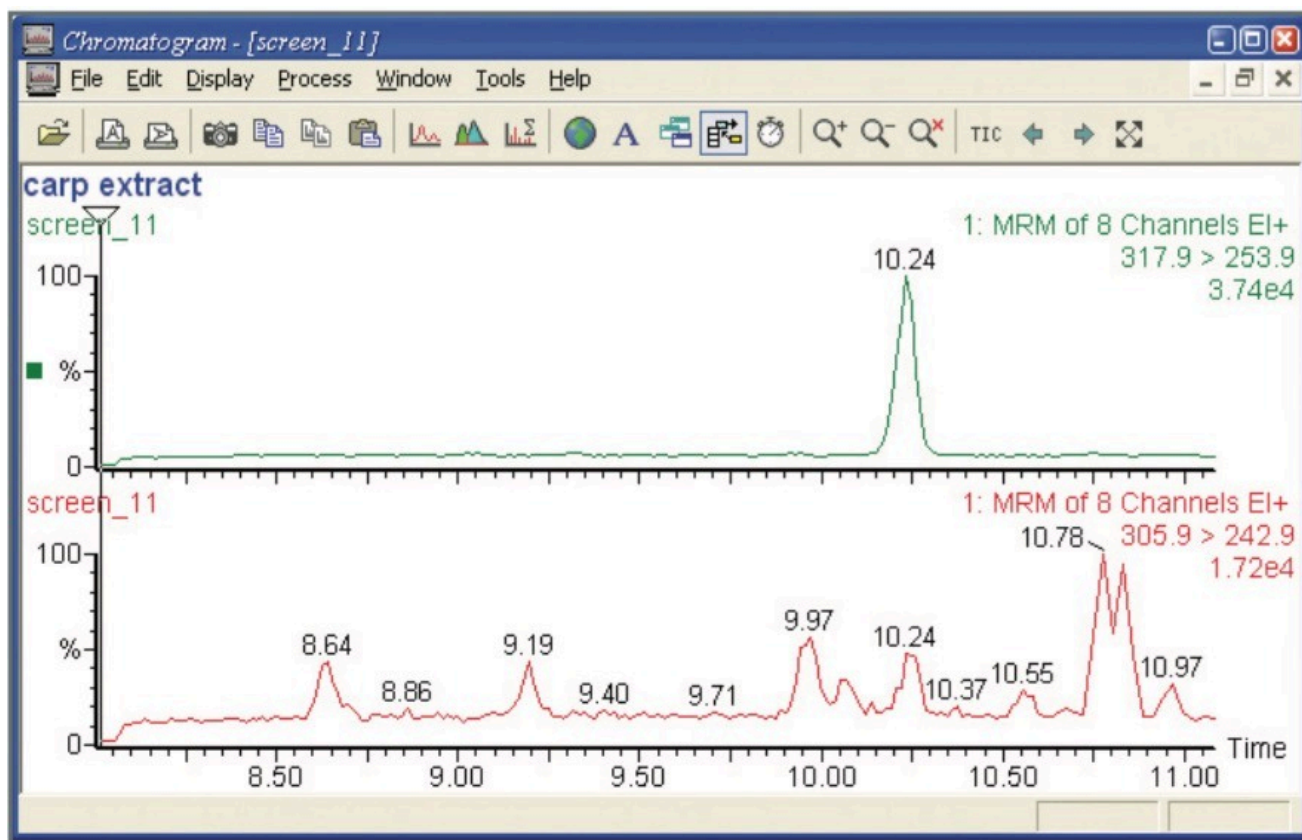 Chromatogram - [screen_11]
File Edit Display Process Window Tools Help
TIC
carp extract
screen_11
1: MRM of 8 Channels EI+
317.9 > 253.9
3.74e4
10.24
100
%
0
screen_11
1: MRM of 8 Channels EI+
305.9 > 242.9
1.72e4
10.78
100
9.97
%
8.64
9.19
10.24
10.55
10.97
8.86
9.40
9.71
10.37
0
Time
8.50 9.00 9.50 10.00 10.50 11.00